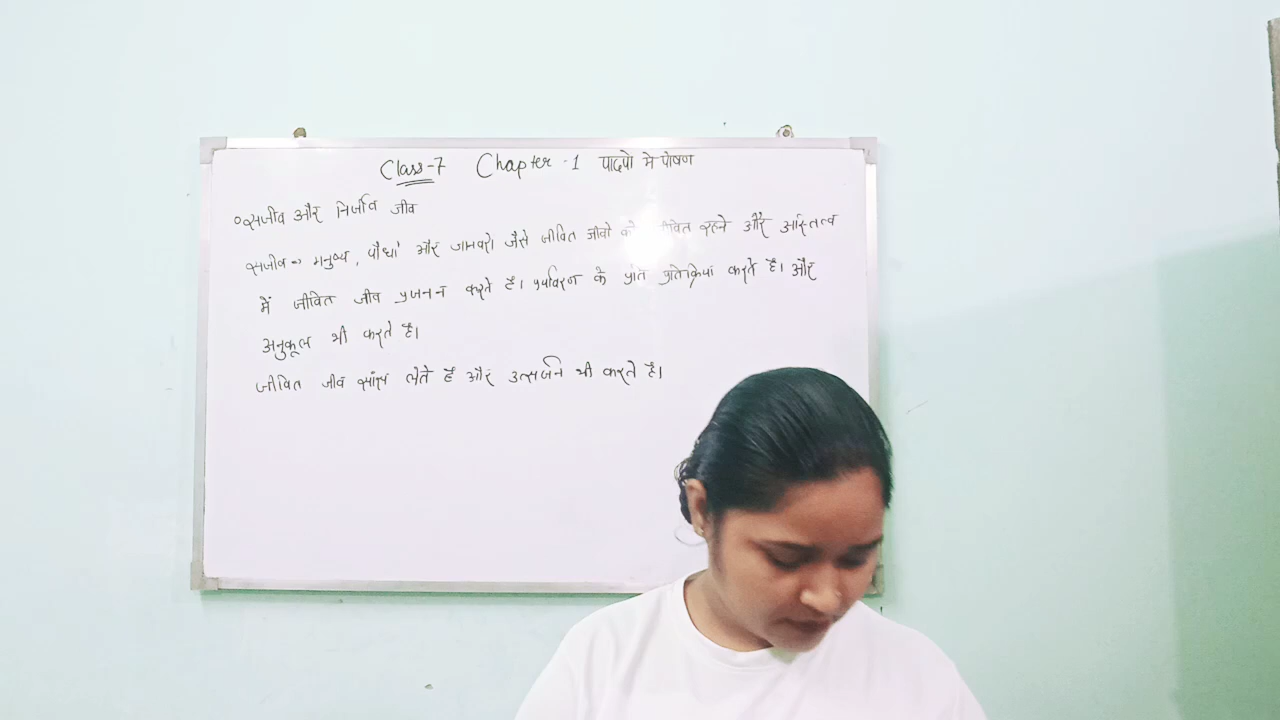 Class-7 Chapter-1 पादपो मे पोषण
० सजीव और निर्जीव जीव
सजीव → मनुष्य, पौधों और जानवरो जैसे जीवित जीवो को रहने और अस्तित्व
में जीवित जीव प्रजनन करते है। पर्यावरण के प्रति प्रतिक्रिया करते है। और
अनुकूल भी करते है।
जीवित जीव सांस लेते है और उत्सर्जन भी करते है।